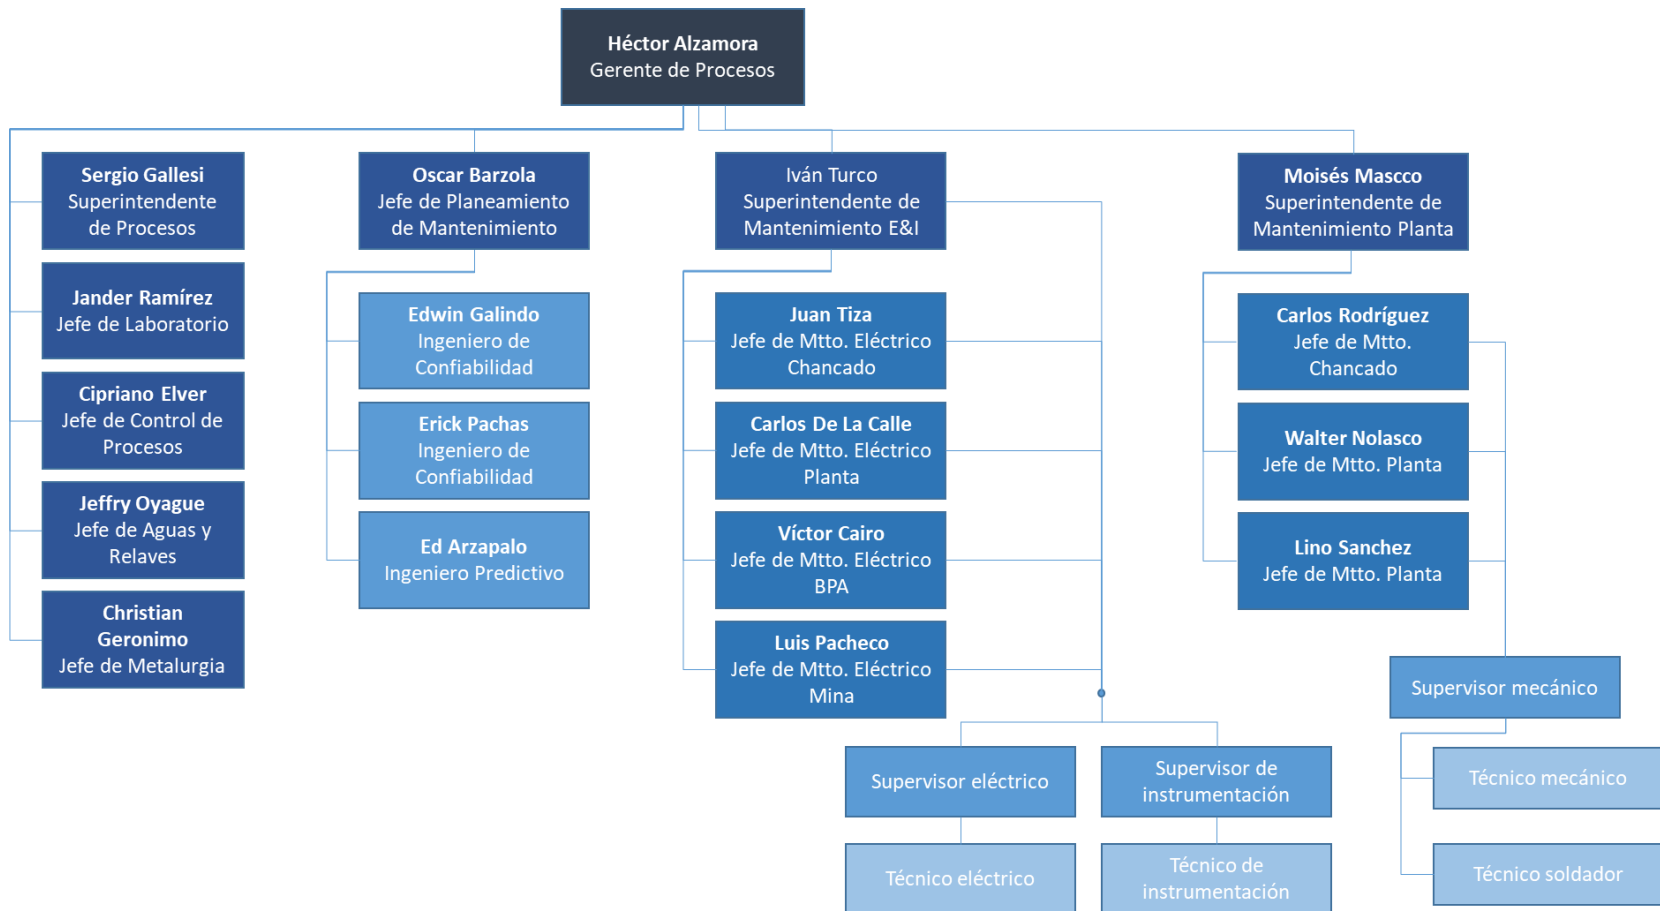 Héctor Alzamora
Gerente de Procesos
Sergio Gallesi
Superintendente
de Procesos
Jander Ramírez
Jefe de Laboratorio
Cipriano Elver
Jefe de Control de
Procesos
Jeffry Oyague
Jefe de Aguas y
Relaves
Christian
Geronimo
Jefe de Metalurgia
Oscar Barzola
Jefe de Planeamiento
de Mantenimiento
Edwin Galindo
Ingeniero de
Confiabilidad
Erick Pachas
Ingeniero de
Confiabilidad
Ed Arzapalo
Ingeniero Predictivo
Iván Turco
Superintendente de
Mantenimiento E&I
Juan Tiza
Jefe de Mtto. Eléctrico
Chancado
Carlos De La Calle
Jefe de Mtto. Eléctrico
Planta
Víctor Cairo
Jefe de Mtto. Eléctrico
BPA
Luis Pacheco
Jefe de Mtto. Eléctrico
Mina
Supervisor eléctrico
Técnico eléctrico
Supervisor de
instrumentación
Técnico de
instrumentación
Moisés Mascco
Superintendente de
Mantenimiento Planta
Carlos Rodríguez
Jefe de Mtto.
Chancado
Walter Nolasco
Jefe de Mtto. Planta
Lino Sanchez
Jefe de Mtto. Planta
Supervisor mecánico
Técnico mecánico
Técnico soldador